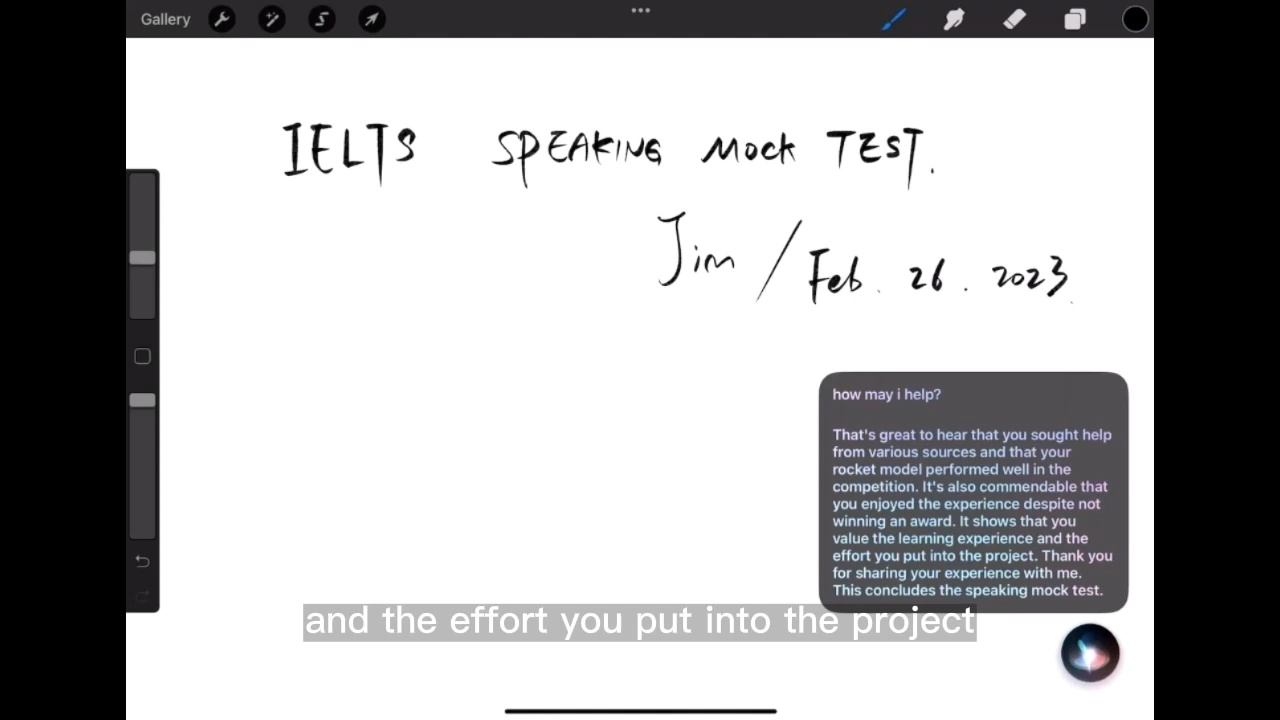 Gallery
IELTS SPEAKING MOCK TEST.
Jim / Feb. 26. 2023.
how may i help?
That's great to hear that you sought help
from various sources and that your
rocket model performed well in the
competition. It's also commendable that
you enjoyed the experience despite not
winning an award. It shows that you
value the learning experience and the
effort you put into the project. Thank you
for sharing your experience with me.
This concludes the speaking mock test.
and the effort you put into the project